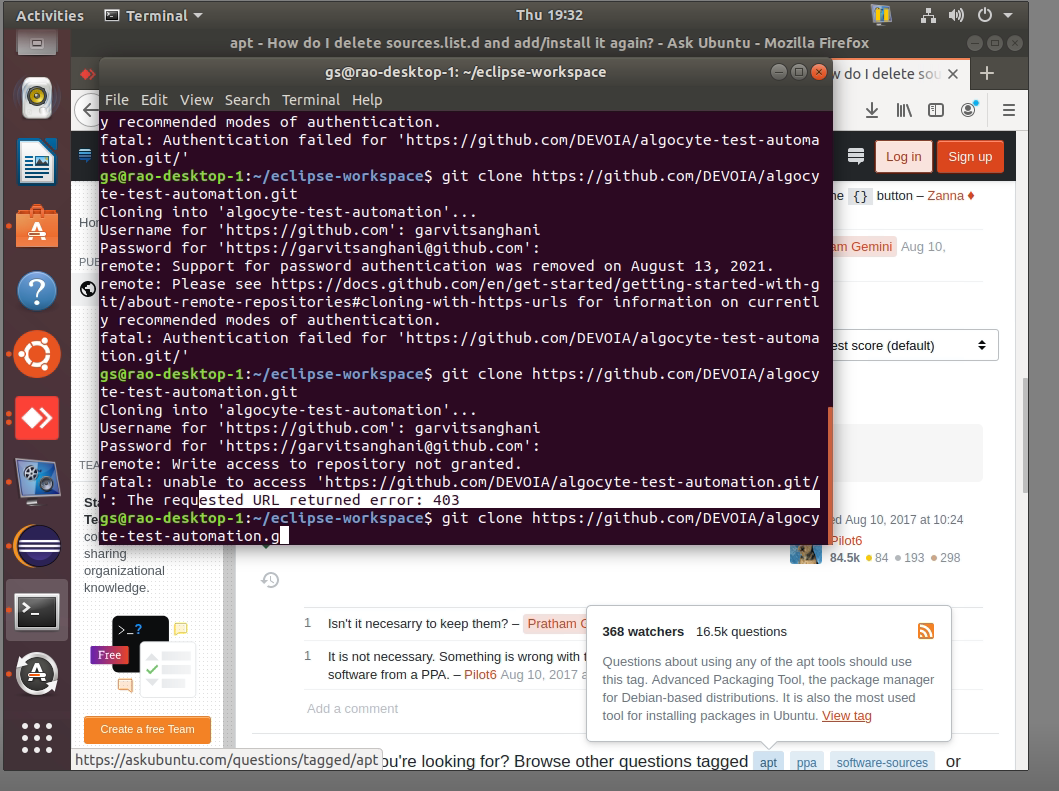 Activities
Terminal
Thu 19:32
apt - How do I delete sources.list.d and add/install it again? - Ask Ubuntu - Mozilla Firefox
gs@rao-desktop-1: ~/eclipse-workspace
w do I delete sou
File Edit View Search Terminal Help
y recommended modes of authentication.
fatal: Authentication failed for 'https://github.com/DEVOIA/algocyte-test-automa
tion.git/'
gs@rao-desktop-1:~/eclipse-workspace$ git clone https://github.com/DEVOIA/algocy
te-test-automation.git
Cloning into 'algocyte-test-automation'...
Username for 'https://github.com': garvitsanghani
Password for 'https://garvitsanghani@github.com':
remote: Support for password authentication was removed on August 13, 2021.
remote: Please see https://docs.github.com/en/get-started/getting-started-with-g
it/about-remote-repositories#cloning-with-https-urls for information on currentl
y recommended modes of authentication.
fatal: Authentication failed for 'https://github.com/DEVOIA/algocyte-test-automa
tion.git/'
gs@rao-desktop-1:~/eclipse-workspace$ git clone https://github.com/DEVOIA/algocy
te-test-automation.git
Cloning into 'algocyte-test-automation'...
Username for 'https://github.com': garvitsanghani
Password for 'https://garvitsanghani@github.com':
remote: Write access to repository not granted.
fatal: unable to access 'https://github.com/DEVOIA/algocyte-test-automation.git/
': The requested URL returned error: 403
gs@rao-desktop-1:~/eclipse-workspace$ git clone https://github.com/DEVOIA/algocy
te-test-automation.g
Log in
Sign up
he {} button – Zanna ♦
am Gemini Aug 10,
est score (default)
ed Aug 10, 2017 at 10:24
Pilot6
84.5k 84 193 298
Hor
PUB
TEA
Sta
Te
co
sharing
organizational
knowledge.
>_?
Free
Create a free Team
1 Isn't it necesarry to keep them? – Pratham G
1 It is not necessary. Something is wrong with t
software from a PPA. – Pilot6 Aug 10, 2017 a
Add a comment
368 watchers 16.5k questions
Questions about using any of the apt tools should use
this tag. Advanced Packaging Tool, the package manager
for Debian-based distributions. It is also the most used
tool for installing packages in Ubuntu. View tag
https://askubuntu.com/questions/tagged/apt
ou're looking for? Browse other questions tagged apt ppa software-sources or